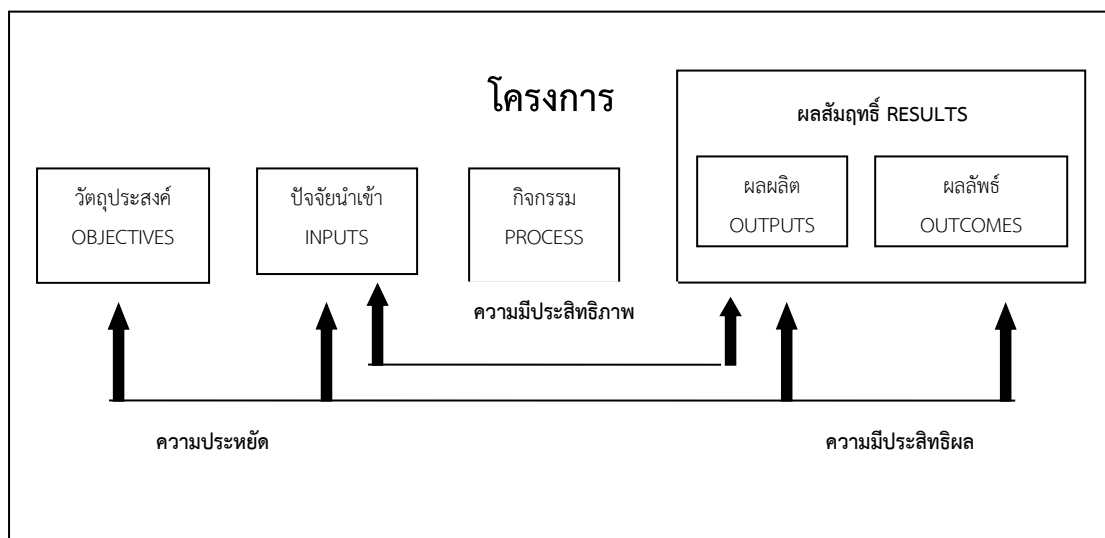 โครงการ
ผลสัมฤทธิ์ RESULTS
วัตถุประสงค์
OBJECTIVES
ปัจจัยนำเข้า
INPUTS
กิจกรรม
PROCESS
ผลผลิต
OUTPUTS
ผลลัพธ์
OUTCOMES
ความมีประสิทธิภาพ
ความประหยัด
ความมีประสิทธิผล